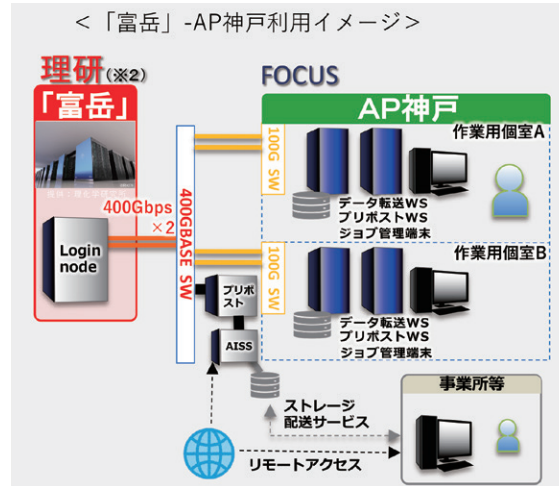 ＜「富岳」-AP神戸利用イメージ＞
理研(※2)
「富岳」
400Gbps
×2
Login
node
400GBASE SW
FOCUS
AP神戸
100G SW
作業用個室A
データ転送WS
プリポストWS
ジョブ管理端末
100G SW
作業用個室B
データ転送WS
プリポストWS
ジョブ管理端末
プリポ
スト
AISS
ストレージ
配送サービス
リモートアクセス
事業所等